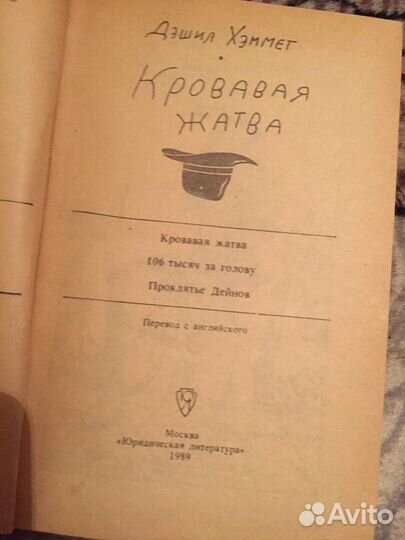 Дэшил Хэммет
Кровавая
жатва
Кровавая жатва
106 тысяч за голову
Проклятье Дейнов
Перевод с английского
Москва
«Юридическая литература»
1989
Avito